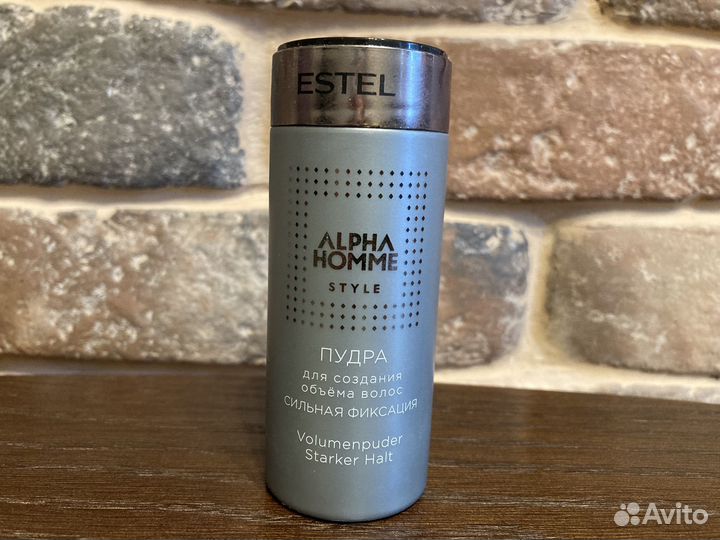 ESTEL
ALPHA
HOMME
STYLE
ПУДРА
для создания
объёма волос
СИЛЬНАЯ ФИКСАЦИЯ
Volumenpuder
Starker Halt
Avito